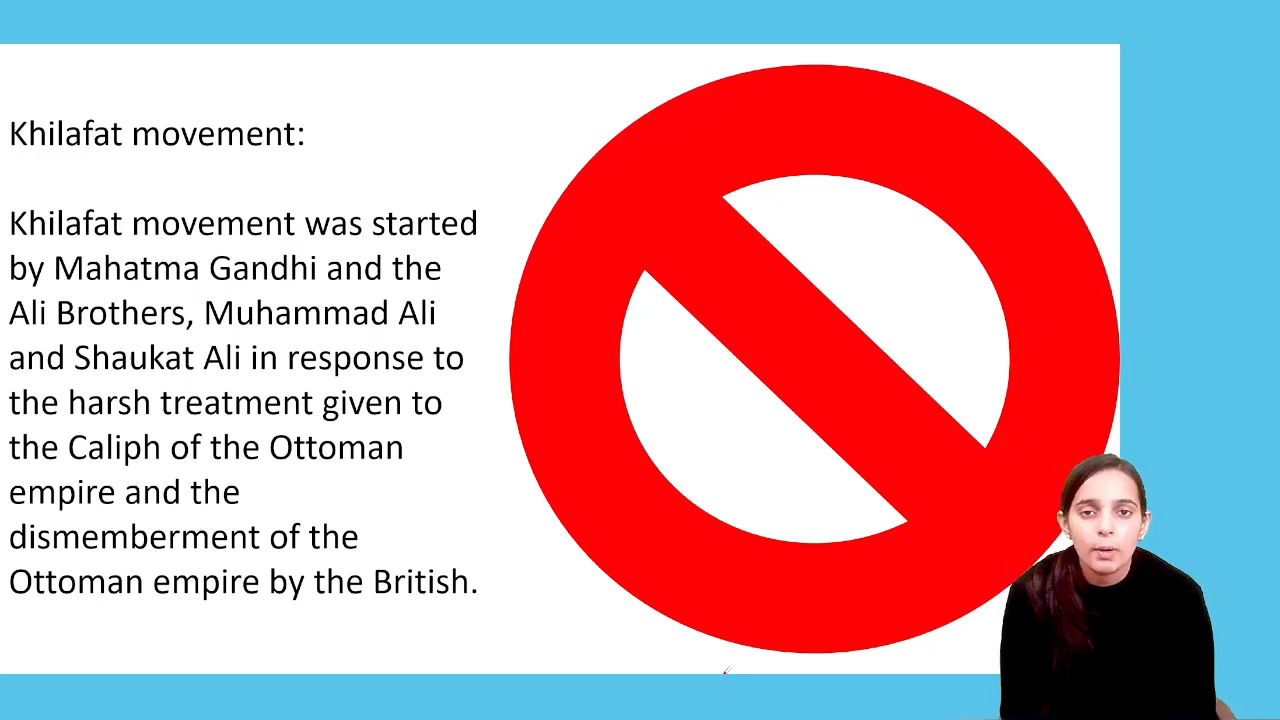 Khilafat movement:
Khilafat movement was started
by Mahatma Gandhi and the
Ali Brothers, Muhammad Ali
and Shaukat Ali in response to
the harsh treatment given to
the Caliph of the Ottoman
empire and the
dismemberment of the
Ottoman empire by the British.